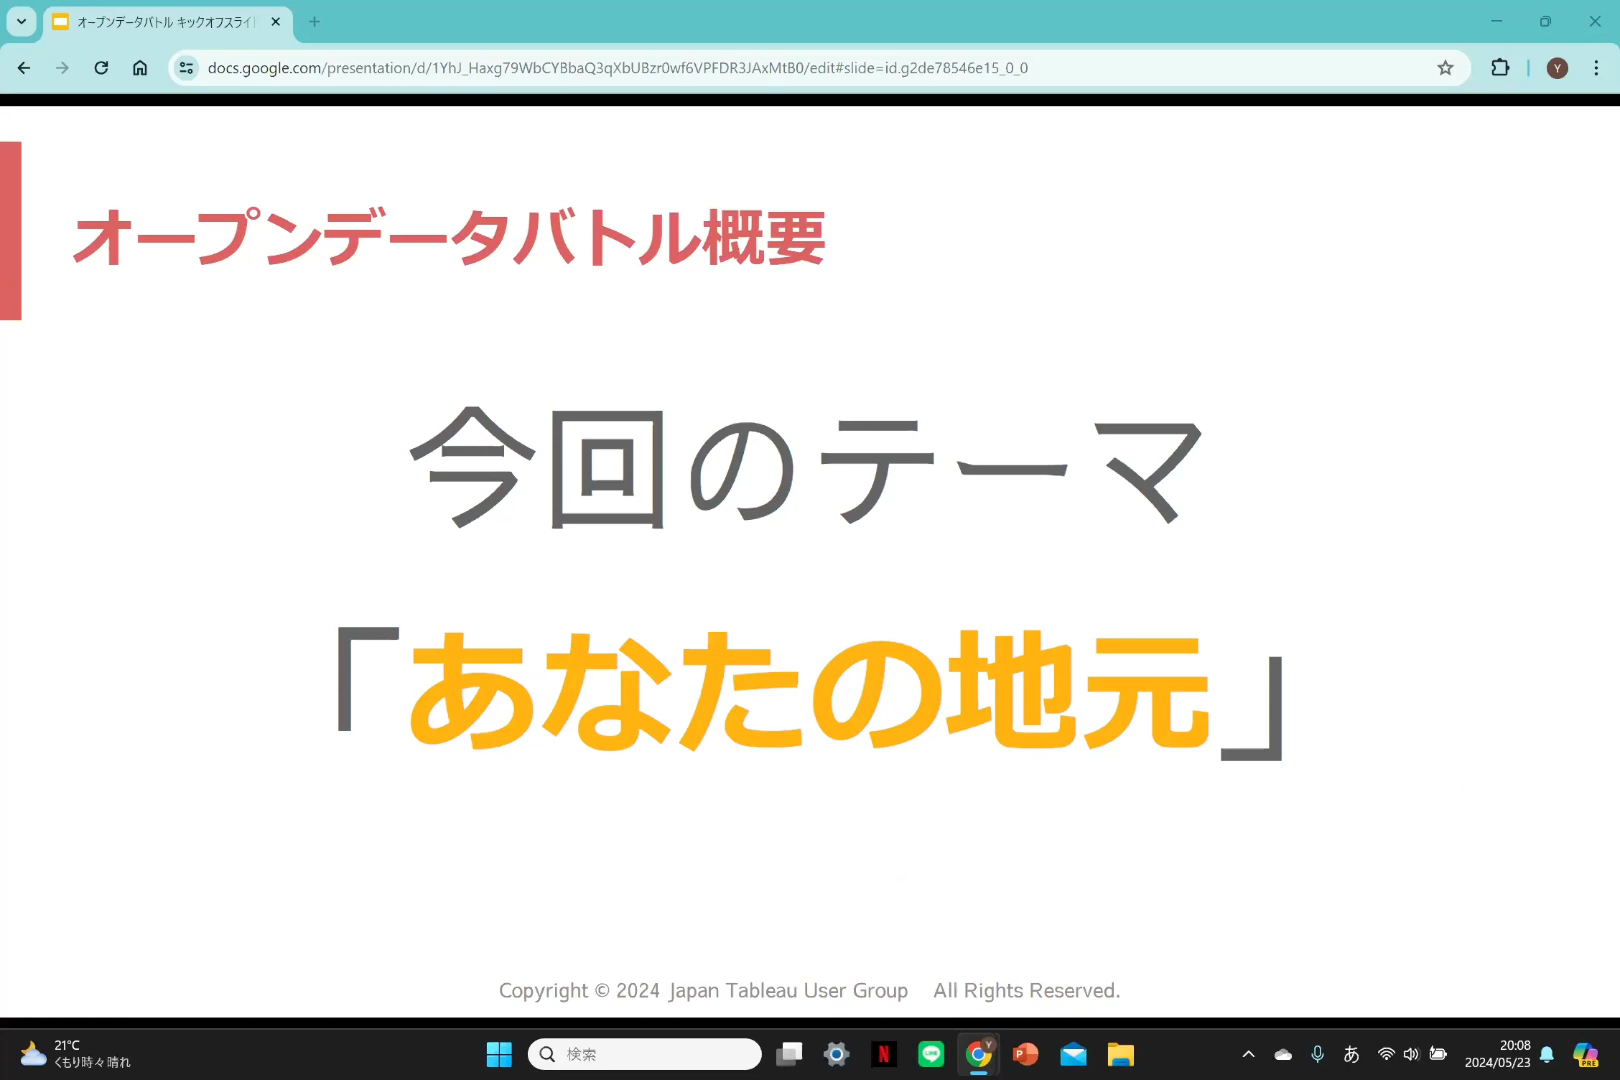 オープンデータバトル キックオフスライ
docs.google.com/presentation/d/1YhJ_Haxg79WbCYBbaQ3qXbUBzr0wf6VPFDR3JAxMtB0/edit#slide=id.g2de78546e15_0_0
Y
オープンデータバトル概要
今回のテーマ
「あなたの地元」
Copyright © 2024 Japan Tableau User Group All Rights Reserved.
21°C
くもり時々晴れ
検索
N
LINE
Y
P
あ
20:08
2024/05/23
PRE